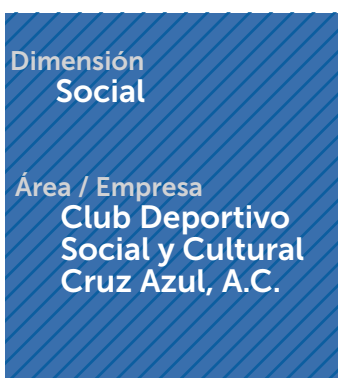 Dimensión
Social
Área / Empresa
Club Deportivo
Social y Cultural
Cruz Azul, A.C.